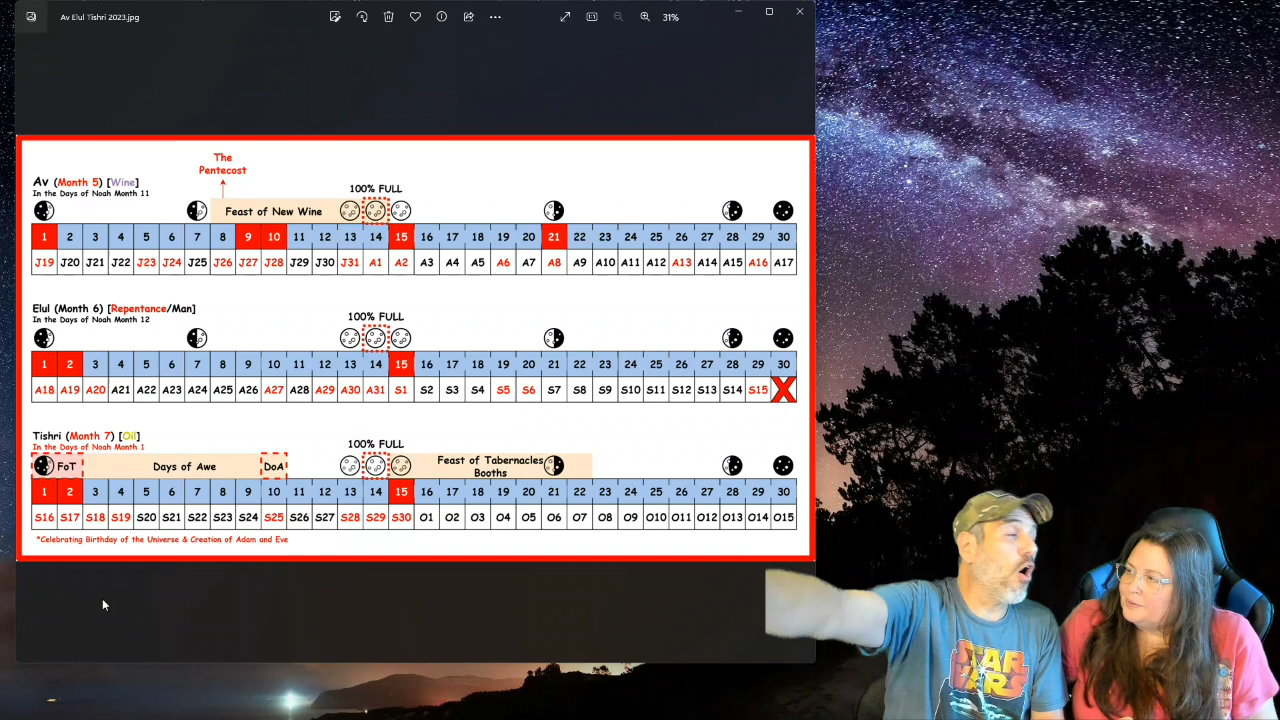 Av Elul Tishri 2023.jpg
31%
The
Pentecost
Av (Month 5) [Wine]
In the Days of Noah Month 11
100% FULL
Feast of New Wine
1 2 3 4 5 6 7 8 9 10 11 12 13 14 15 16 17 18 19 20 21 22 23 24 25 26 27 28 29 30
J19 J20 J21 J22 J23 J24 J25 J26 J27 J28 J29 J30 J31 A1 A2 A3 A4 A5 A6 A7 A8 A9 A10 A11 A12 A13 A14 A15 A16 A17
Elul (Month 6) [Repentance/Man]
In the Days of Noah Month 12
100% FULL
1 2 3 4 5 6 7 8 9 10 11 12 13 14 15 16 17 18 19 20 21 22 23 24 25 26 27 28 29 30
A18 A19 A20 A21 A22 A23 A24 A25 A26 A27 A28 A29 A30 A31 S1 S2 S3 S4 S5 S6 S7 S8 S9 S10 S11 S12 S13 S14 S15 X
Tishri (Month 7) [Oil]
In the Days of Noah Month 1
100% FULL
FoT Days of Awe DoA Feast of Tabernacles
Booths
1 2 3 4 5 6 7 8 9 10 11 12 13 14 15 16 17 18 19 20 21 22 23 24 25 26 27 28 29 30
S16 S17 S18 S19 S20 S21 S22 S23 S24 S25 S26 S27 S28 S29 S30 O1 O2 O3 O4 O5 O6 O7 O8 O9 O10 O11 O12 O13 O14 O15
*Celebrating Birthday of the Universe & Creation of Adam and Eve
STAR
WARS